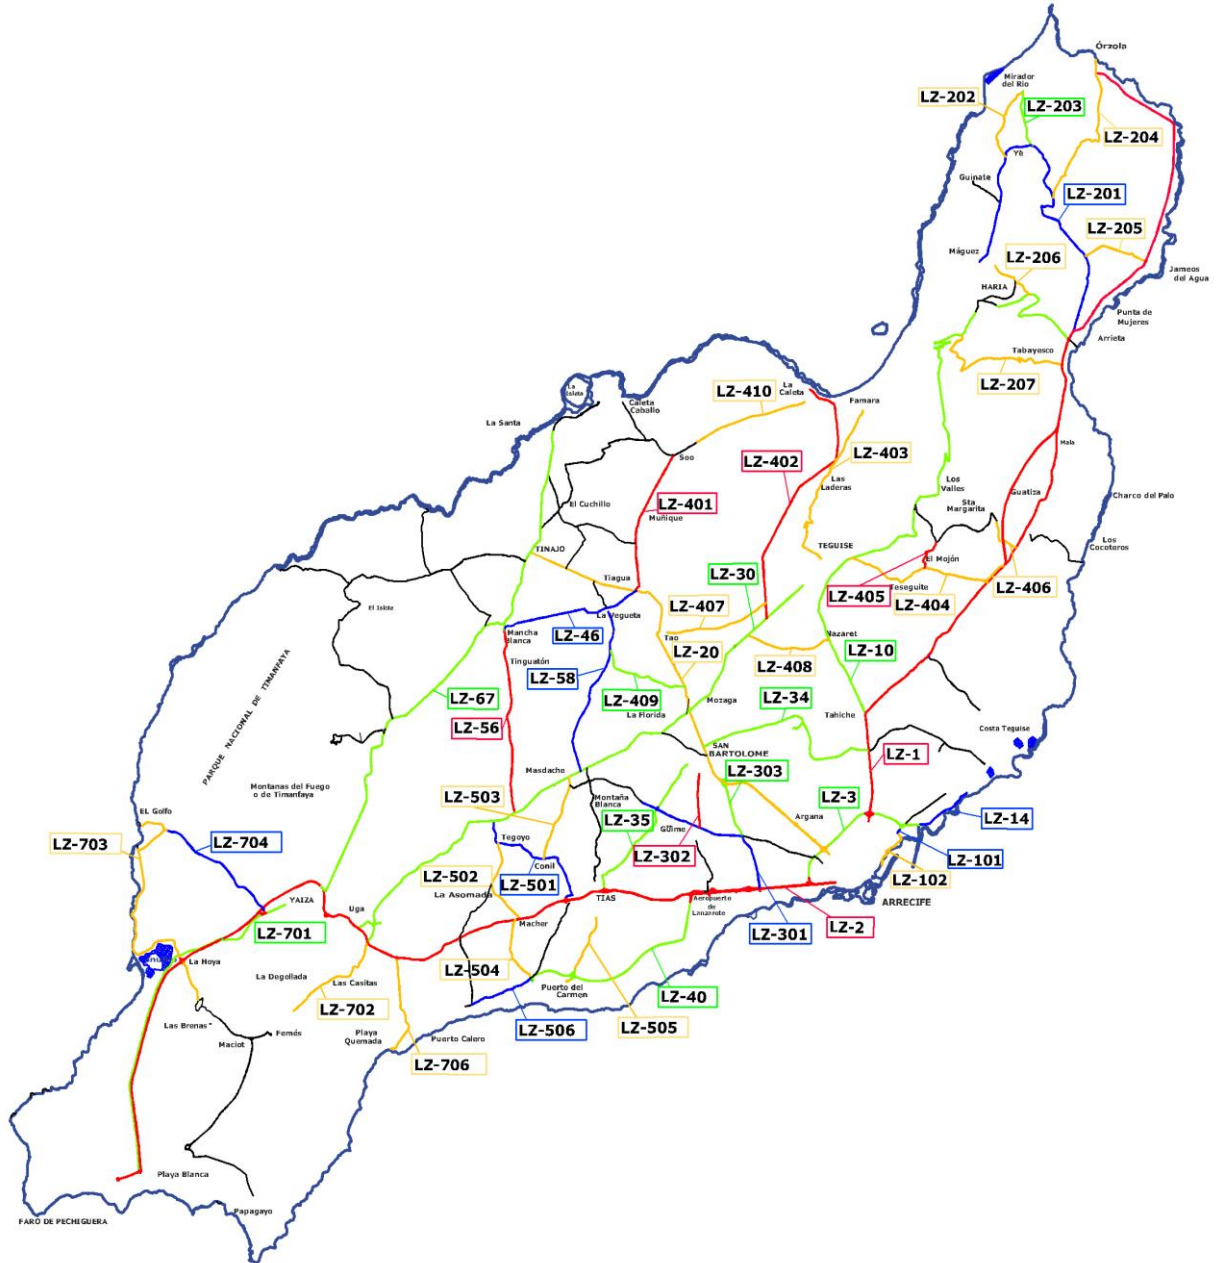 Órzola
Mirador
del Río
LZ-202
LZ-203
LZ-204
Yé
Guinate
LZ-201
LZ-205
Máguez
LZ-206
Jameos
del Agua
HARIA
Punta de
Mujeres
Arrieta
Tabayesco
LZ-207
La
Isleta
Caleta
Caballo
LZ-410
La
Caleta
Famara
La Santa
Mala
LZ-403
LZ-402
Soo
Las
Laderas
Los
Valles
Sta
Margarita
Guatiza
Charco del Palo
El Cuchillo
LZ-401
Muñique
Los
Cocoteros
TINAJO
TEGUISE
El Mojón
Tiagua
LZ-30
Teseguite
LZ-405
LZ-404
LZ-406
El Islote
LZ-407
La Vegueta
Mancha
Blanca
LZ-46
Tao
Nazaret
LZ-20
LZ-408
LZ-10
Tinguatón
LZ-58
PARQUE NACIONAL DE TIMANFAYA
LZ-67
LZ-409
Mozaga
LZ-34
La Florida
Tahiche
LZ-56
Costa Teguise
SAN
BARTOLOME
LZ-1
Masdache
LZ-303
Montanas del Fuego
o de Timanfaya
LZ-503
Montaña
Blanca
LZ-3
EL Golfo
LZ-35
Argana
LZ-14
LZ-703
LZ-704
Tegoyo
Güime
LZ-302
LZ-101
Conil
LZ-502
LZ-501
LZ-102
La Asomada
TIAS
Aeropuerto
de
Lanzarote
ARRECIFE
YAIZA
Uga
LZ-701
Macher
LZ-301
LZ-2
La Hoya
LZ-504
La Degollada
Las Casitas
Puerto del
Carmen
LZ-40
LZ-702
Las Brenas
Femés
Maciot
Playa
Quemada
Puerto Calero
LZ-506
LZ-505
LZ-706
Playa Blanca
Papagayo
FARO DE PECHIGUERA